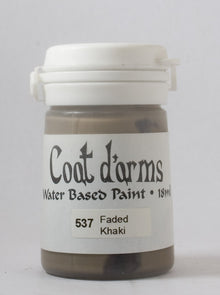 Coat d'arms
Water Based Paint • 18ml
537 Faded
Khaki